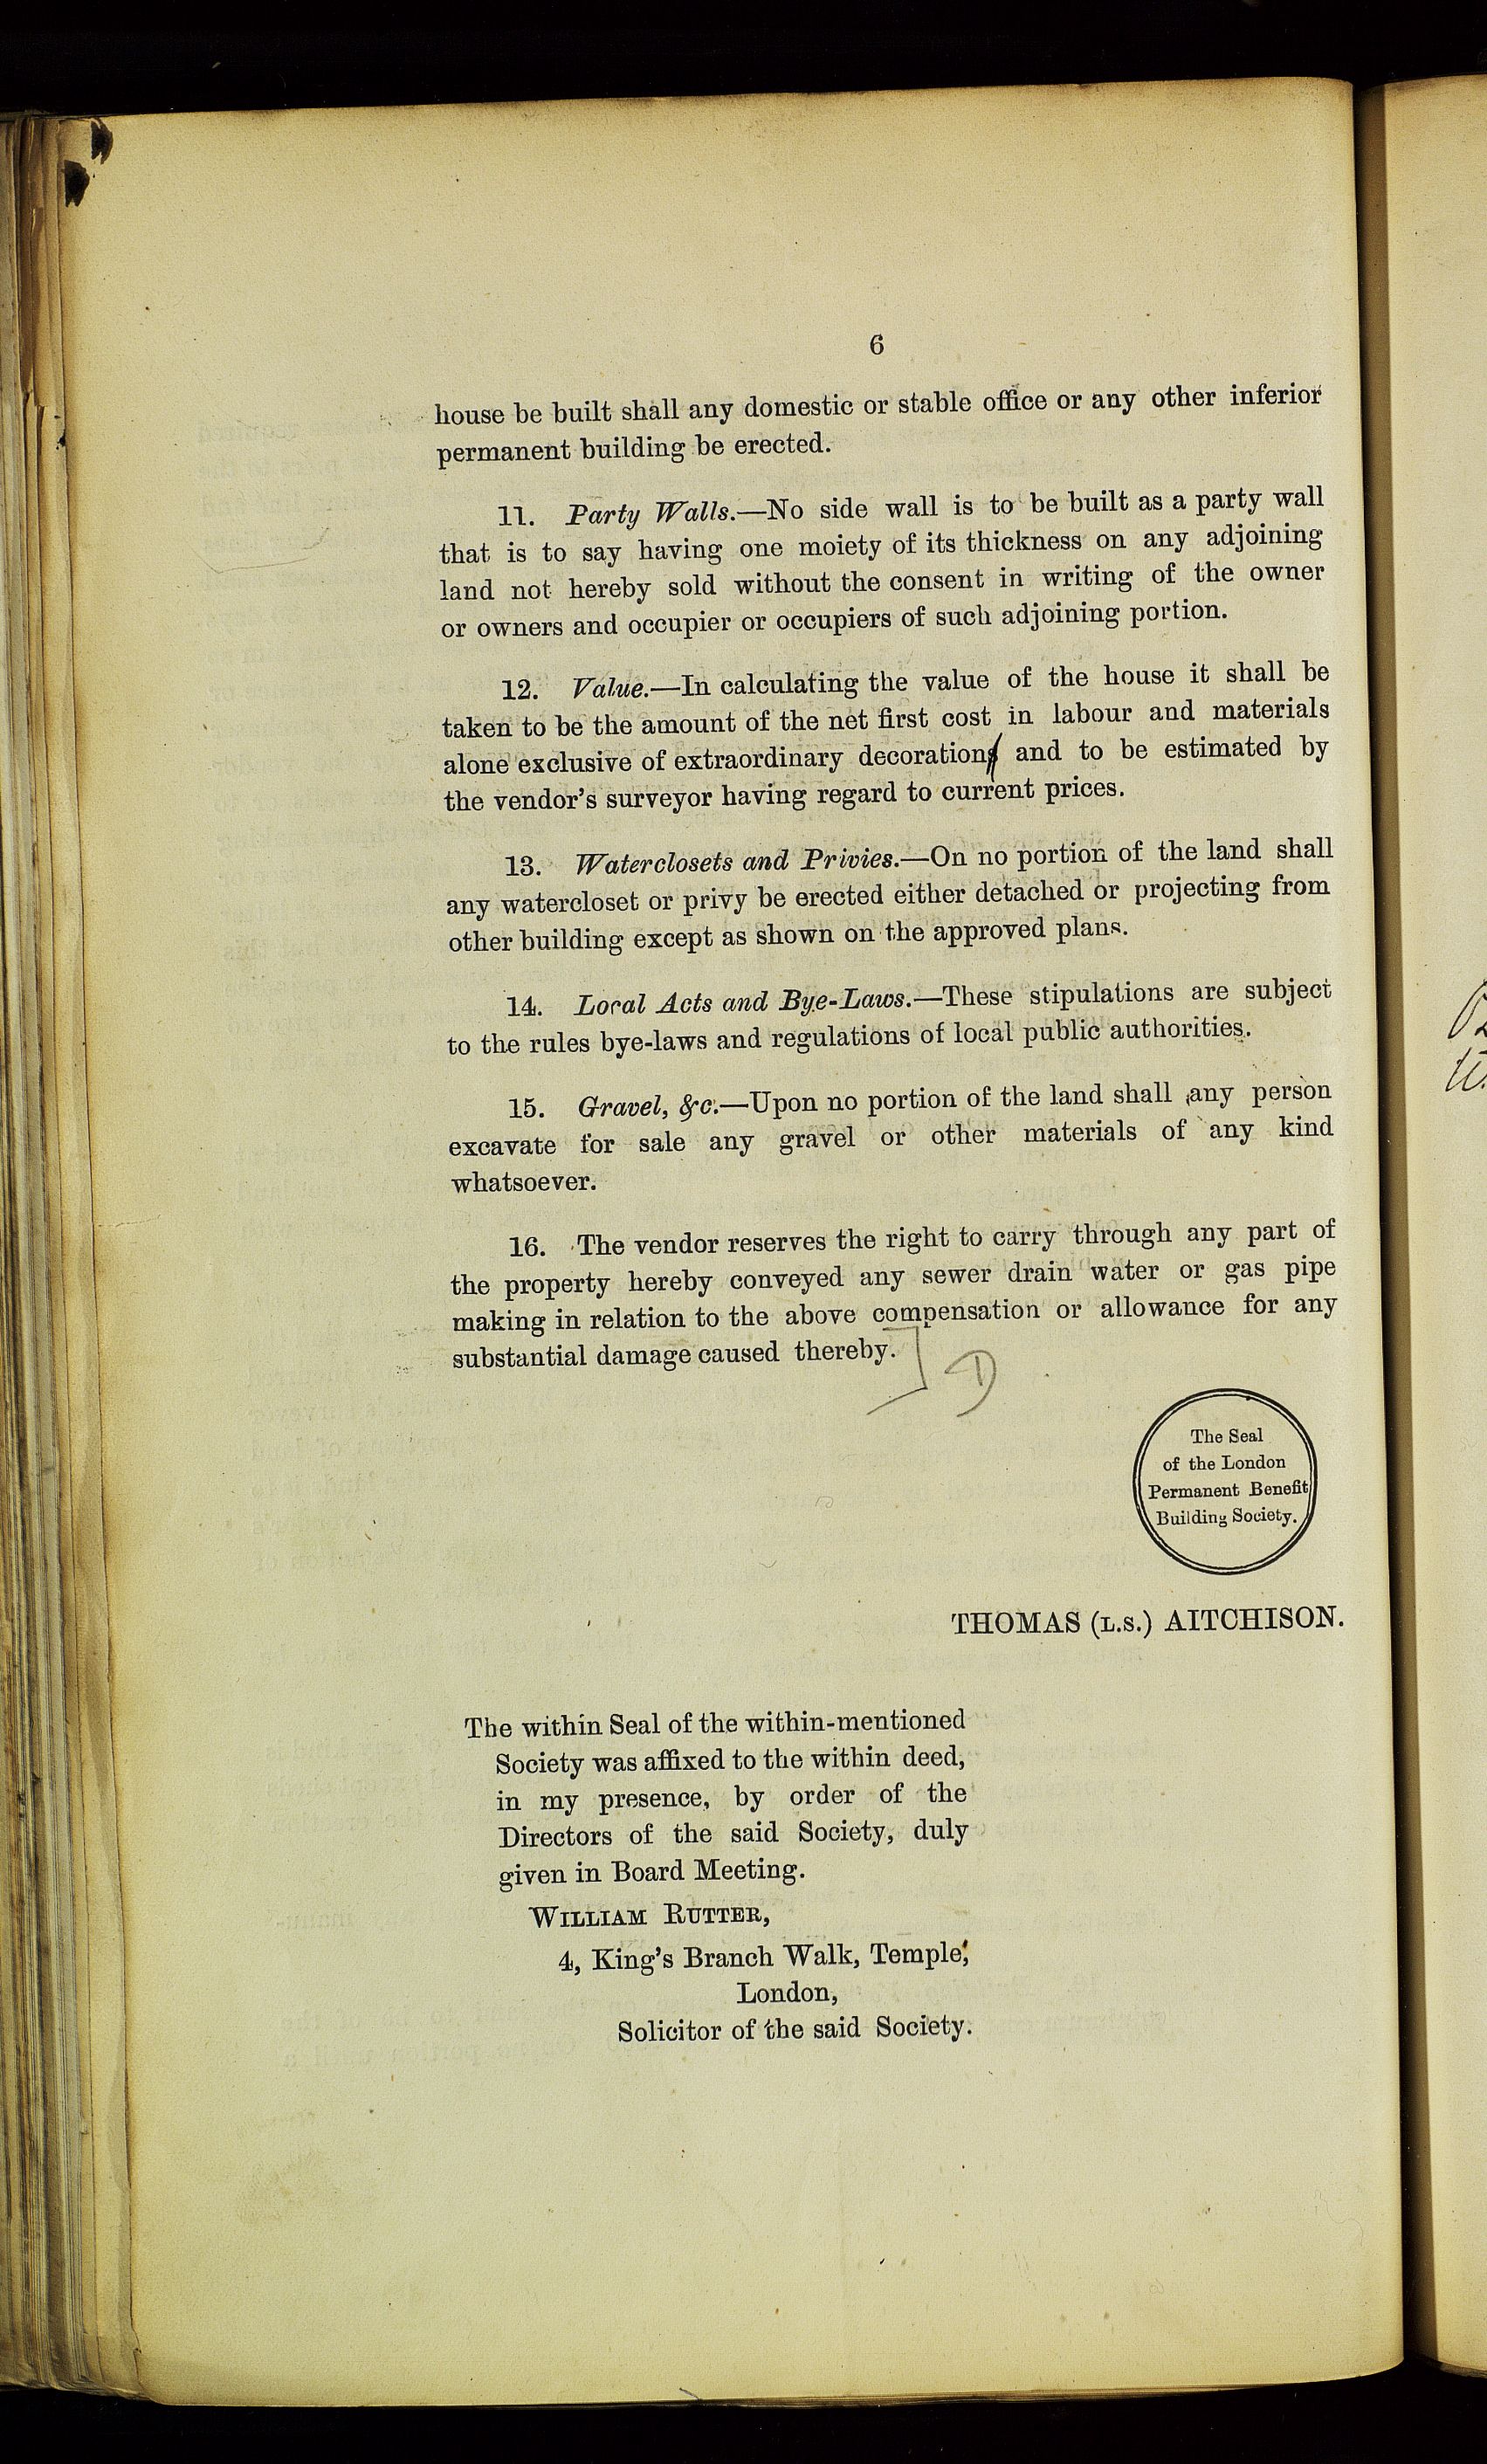 6
house be built shall any domestic or stable office or any other inferior
permanent building be erected.
11. Party Walls.—No side wall is to be built as a party wall
that is to say having one moiety of its thickness on any adjoining
land not hereby sold without the consent in writing of the owner
or owners and occupier or occupiers of such adjoining portion.
12. Value.—In calculating the value of the house it shall be
taken to be the amount of the net first cost in labour and materials
alone exclusive of extraordinary decorations and to be estimated by
the vendor's surveyor having regard to current prices.
13. Waterclosets and Privies.—On no portion of the land shall
any watercloset or privy be erected either detached or projecting from
other building except as shown on the approved plans.
14. Local Acts and Bye-Laws.—These stipulations are subject
to the rules bye-laws and regulations of local public authorities.
15. Gravel, &c.—Upon no portion of the land shall any person
excavate for sale any gravel or other materials of any kind
whatsoever.
16. The vendor reserves the right to carry through any part of
the property hereby conveyed any sewer drain water or gas pipe
making in relation to the above compensation or allowance for any
substantial damage caused thereby.
The Seal
of the London
Permanent Benefit
Building Society.
THOMAS (L.S.) AITCHISON.
The within Seal of the within-mentioned
Society was affixed to the within deed,
in my presence, by order of the
Directors of the said Society, duly
given in Board Meeting.
WILLIAM RUTTER,
4, King's Branch Walk, Temple,
London,
Solicitor of the said Society.